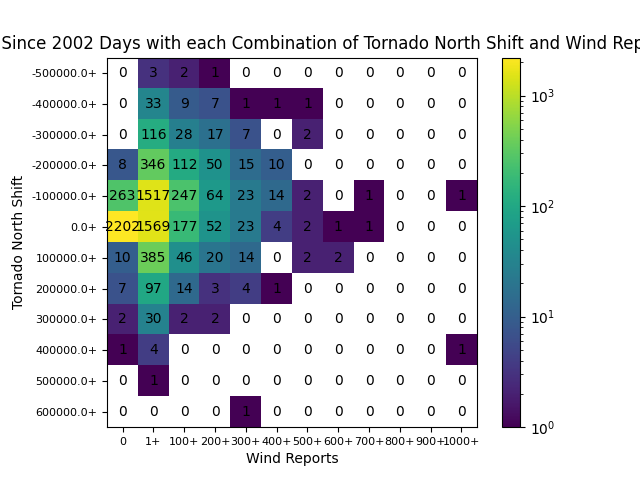 Since 2002 Days with each Combination of Tornado North Shift and Wind Rep
-500000.0+ 0 3 2 1 0 0 0 0 0 0 0 0
-400000.0+ 0 33 9 7 1 1 1 0 0 0 0 0
-300000.0+ 0 116 28 17 7 0 2 0 0 0 0 0
-200000.0+ 8 346 112 50 15 10 0 0 0 0 0 0
-100000.0+ 263 1517 247 64 23 14 2 0 1 0 0 1
0.0+ 2202 1569 177 52 23 4 2 1 1 0 0 0
100000.0+ 10 385 46 20 14 0 2 2 0 0 0 0
200000.0+ 7 97 14 3 4 1 0 0 0 0 0 0
300000.0+ 2 30 2 2 0 0 0 0 0 0 0 0
400000.0+ 1 4 0 0 0 0 0 0 0 0 0 1
500000.0+ 0 1 0 0 0 0 0 0 0 0 0 0
600000.0+ 0 0 0 0 1 0 0 0 0 0 0 0
0 1+ 100+ 200+ 300+ 400+ 500+ 600+ 700+ 800+ 900+ 1000+
Wind Reports
Tornado North Shift
10³
10²
10¹
10⁰